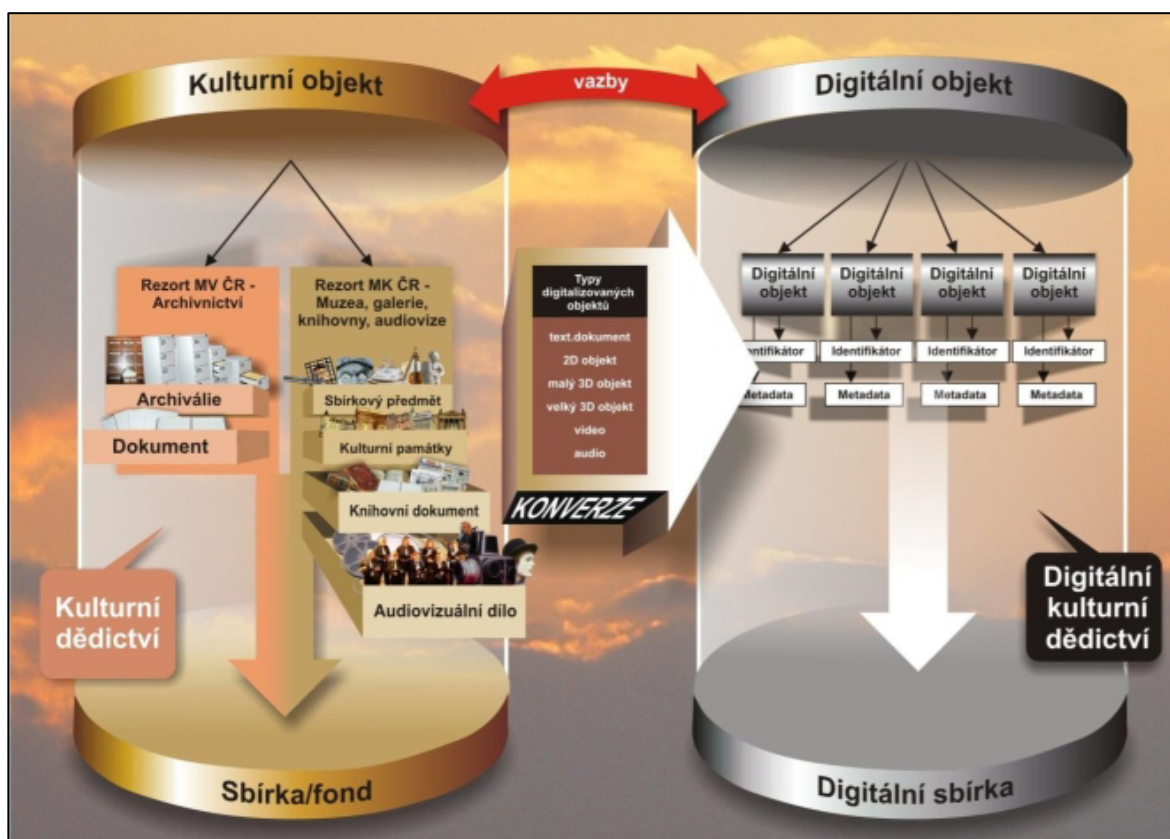 Kulturní objekt
vazby
Digitální objekt
Rezort MV ČR -
Archivnictví
Archiválie
Dokument
Rezort MK ČR -
Muzea, galerie,
knihovny, audiovize
Sbírkový předmět
Kulturní památky
Knihovní dokument
Audiovizuální dílo
Typy
digitalizovaných
objektů
text.dokument
2D objekt
malý 3D objekt
velký 3D objekt
video
audio
KONVERZE
Digitální
objekt
Digitální
objekt
Digitální
objekt
Digitální
objekt
entifikátor
Identifikátor
Identifikátor
Identifikátor
Metadata
Metadata
Metadata
Metadata
Kulturní
dědictví
Digitální
kulturní
dědictví
Sbírka/fond
Digitální sbírka